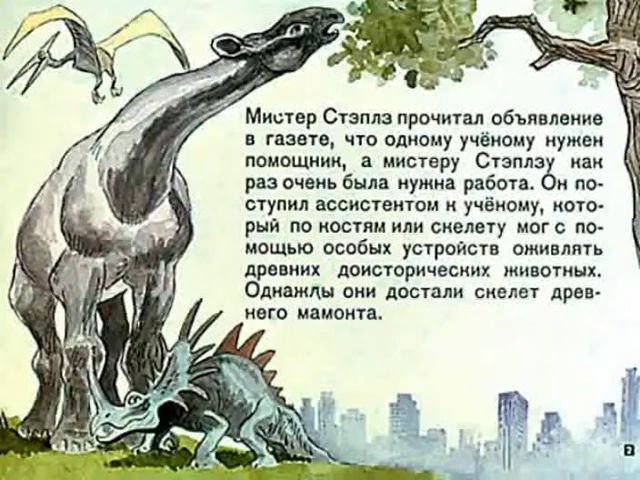 Мистер Стэплз прочитал объявление
в газете, что одному учёному нужен
помощник, а мистеру Стэплзу как
раз очень была нужна работа. Он по-
ступил ассистентом к учёному, кото-
рый по костям или скелету мог с по-
мощью особых устройств оживлять
древних доисторических животных.
Однажды они достали скелет древ-
него мамонта.
2